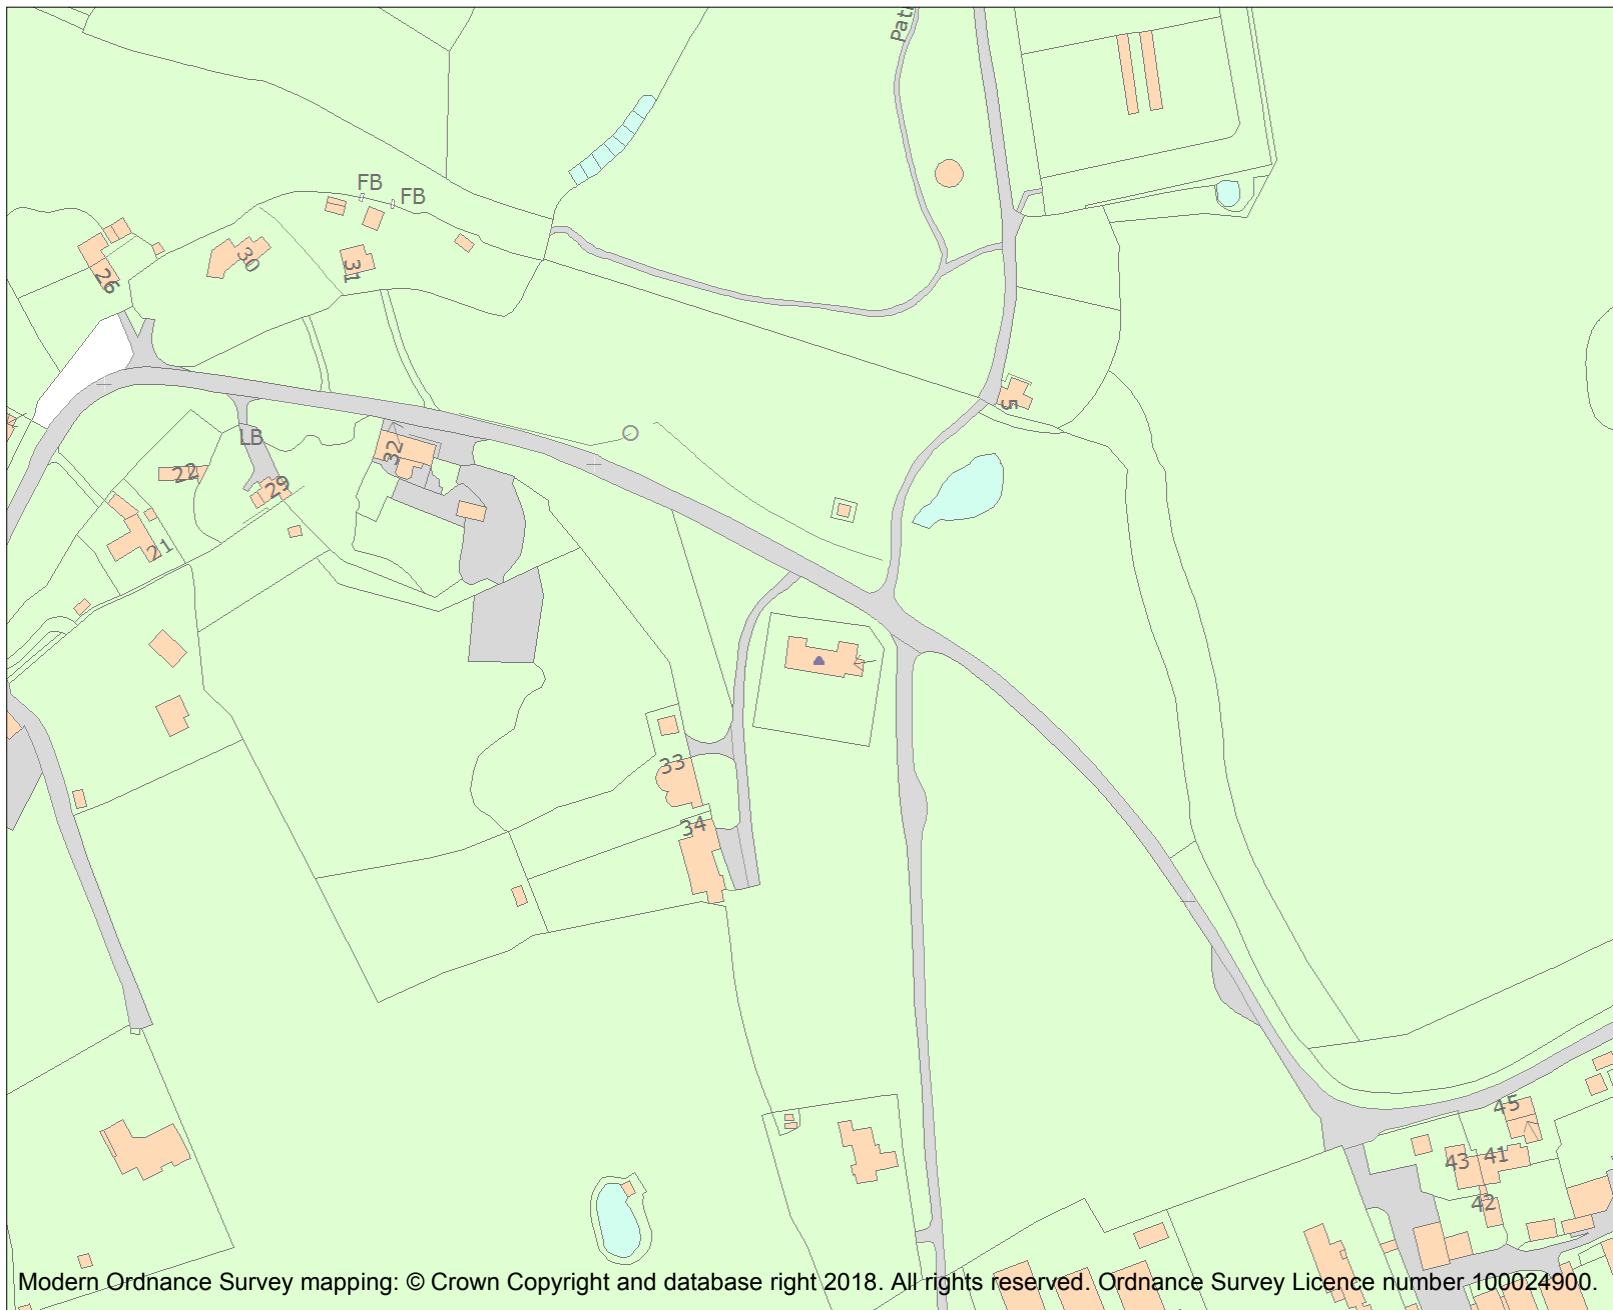 Pat
FB
FB
30
31
26
5
LB
32
22
29
21
33
34
45
43
41
42
Modern Ordnance Survey mapping: © Crown Copyright and database right 2018. All rights reserved. Ordnance Survey Licence number 100024900.